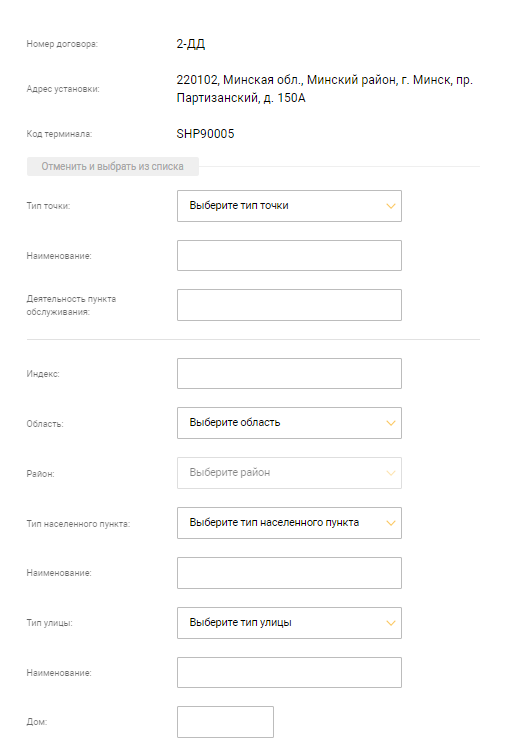 Номер договора: 2-ДД
Адрес установки: 220102, Минская обл., Минский район, г. Минск, пр.
Партизанский, д. 150А
Код терминала: SHP90005
Отменить и выбрать из списка
Тип точки: Выберите тип точки
Наименование:
Деятельность пункта
обслуживания:
Индекс:
Область: Выберите область
Район: Выберите район
Тип населенного пункта: Выберите тип населенного пункта
Наименование:
Тип улицы: Выберите тип улицы
Наименование:
Дом: